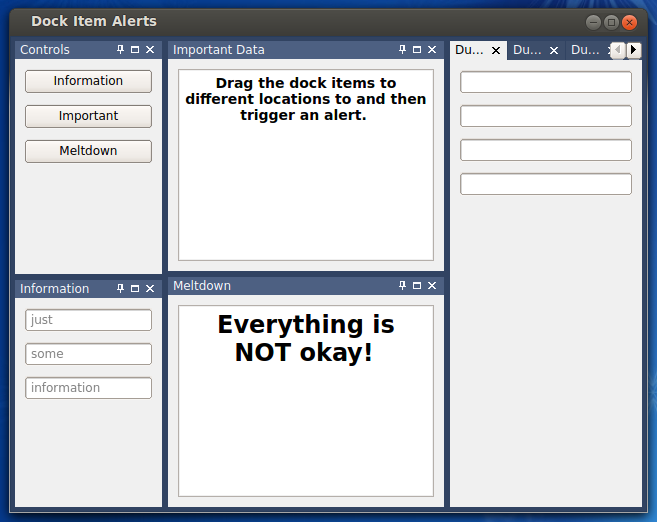 Dock Item Alerts
Controls
Information
Important
Meltdown
Information
just
some
information
Important Data
Drag the dock items to
different locations to and then
trigger an alert.
Meltdown
Everything is
NOT okay!
Du... Du... Du...